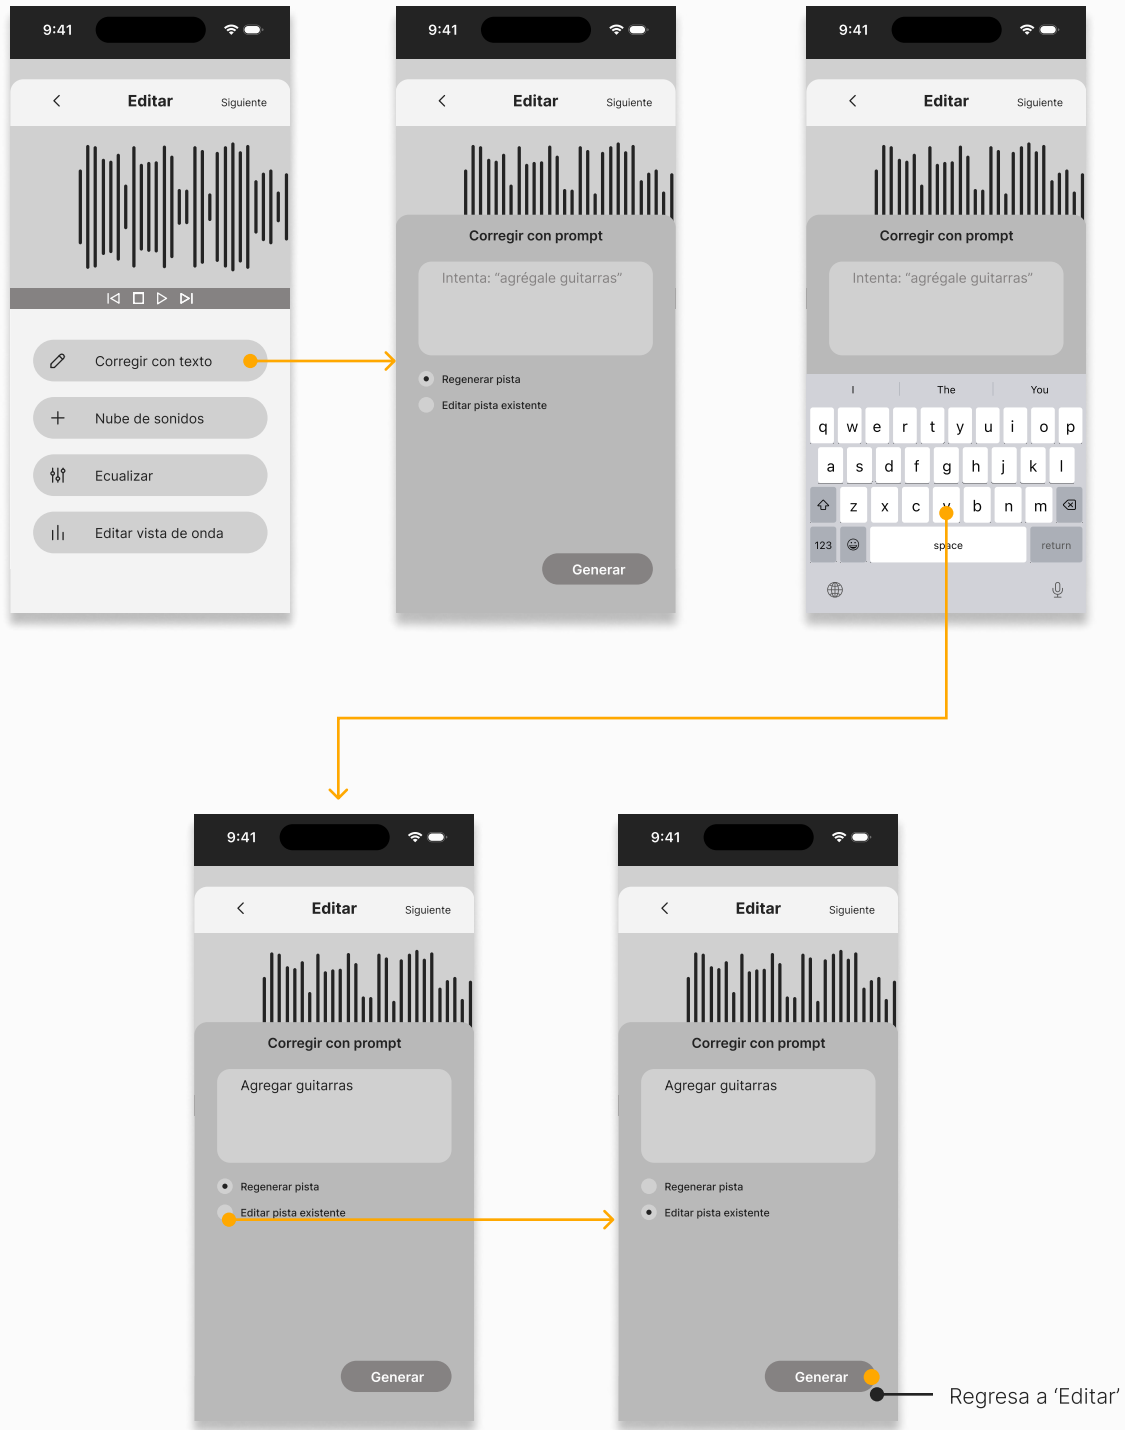 9:41
Editar
Siguiente
Corregir con texto
Nube de sonidos
Ecualizar
Editar vista de onda
9:41
Editar
Siguiente
Corregir con prompt
Intenta: “agrégale guitarras”
Regenerar pista
Editar pista existente
Generar
9:41
Editar
Siguiente
Corregir con prompt
Intenta: “agrégale guitarras”
I The You
q w e r t y u i o p
a s d f g h j k l
z x c v b n m
123 space return
9:41
Editar
Siguiente
Corregir con prompt
Agregar guitarras
Regenerar pista
Editar pista existente
Generar
9:41
Editar
Siguiente
Corregir con prompt
Agregar guitarras
Regenerar pista
Editar pista existente
Generar
Regresa a ‘Editar’